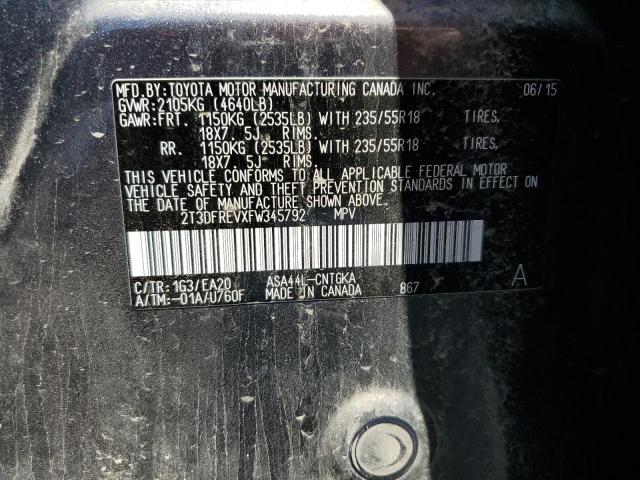 MFD.BY:TOYOTA MOTOR MANUFACTURING CANADA INC. 06/15
GVWR:2105KG (4640LB)
GAWR:FRT. 1150KG (2535LB) WITH 235/55R18 TIRES,
18X7. 5J RIMS.
RR. 1150KG (2535LB) WITH 235/55R18 TIRES,
18X7. 5J RIMS.
THIS VEHICLE CONFORMS TO ALL APPLICABLE FEDERAL MOTOR
VEHICLE SAFETY AND THEFT PREVENTION STANDARDS IN EFFECT ON
THE DATE OF MANUFACTURE SHOWN ABOVE.
2T3DFREVXFW345792 MPV
C/TR:1G3/EA20 ASA44L-CNTGKA 867 A
A/TM:-01A/U760F MADE IN CANADA